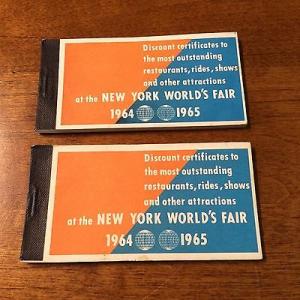 Discount certificates to
the most outstanding
restaurants, rides, shows
and other attractions
at the NEW YORK WORLD'S FAIR
1964 1965
Discount certificates to
the most outstanding
restaurants, rides, shows
and other attractions
at the NEW YORK WORLD'S FAIR
1964 1965